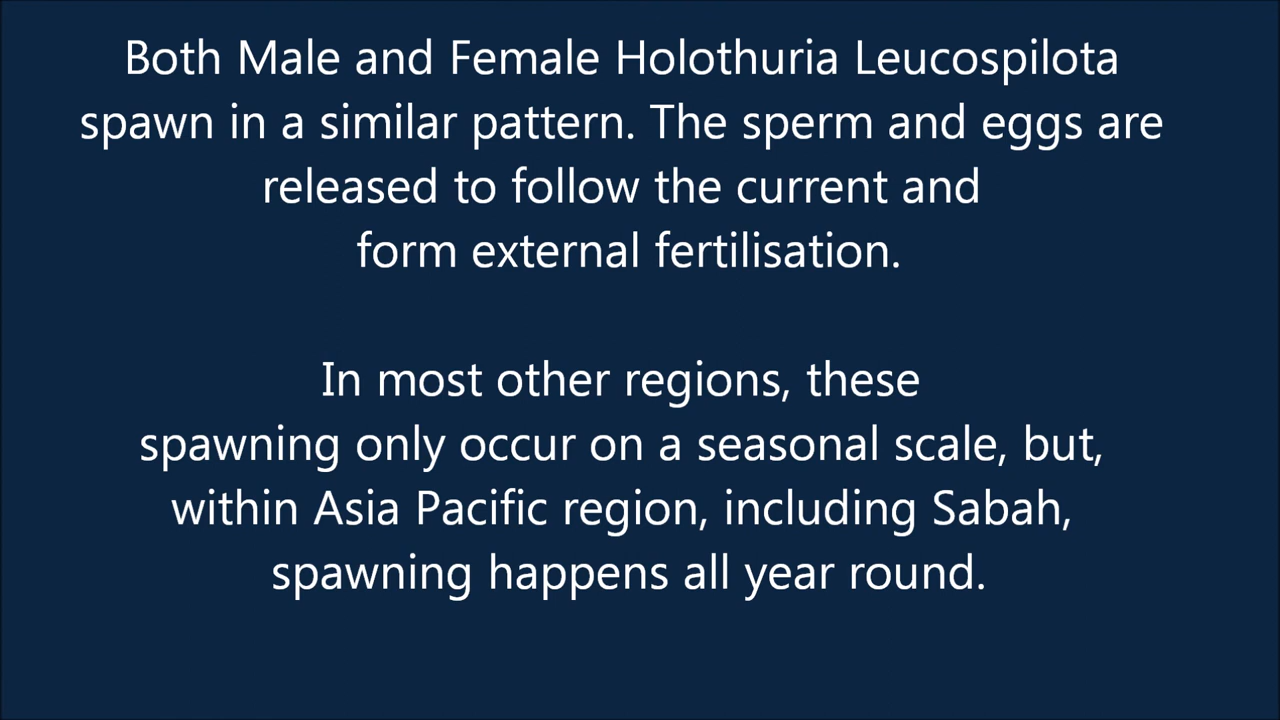 Both Male and Female Holothuria Leucospilota
spawn in a similar pattern. The sperm and eggs are
released to follow the current and
form external fertilisation.
In most other regions, these
spawning only occur on a seasonal scale, but,
within Asia Pacific region, including Sabah,
spawning happens all year round.